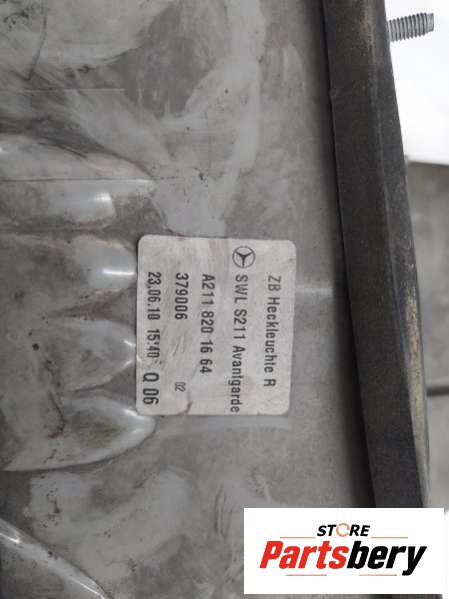 ZB Heckleuchte R
SWL S211 Avantgarde
A211 820 16 64
379006 02
23.06.10 15:40 Q 06
STORE
Partsbery